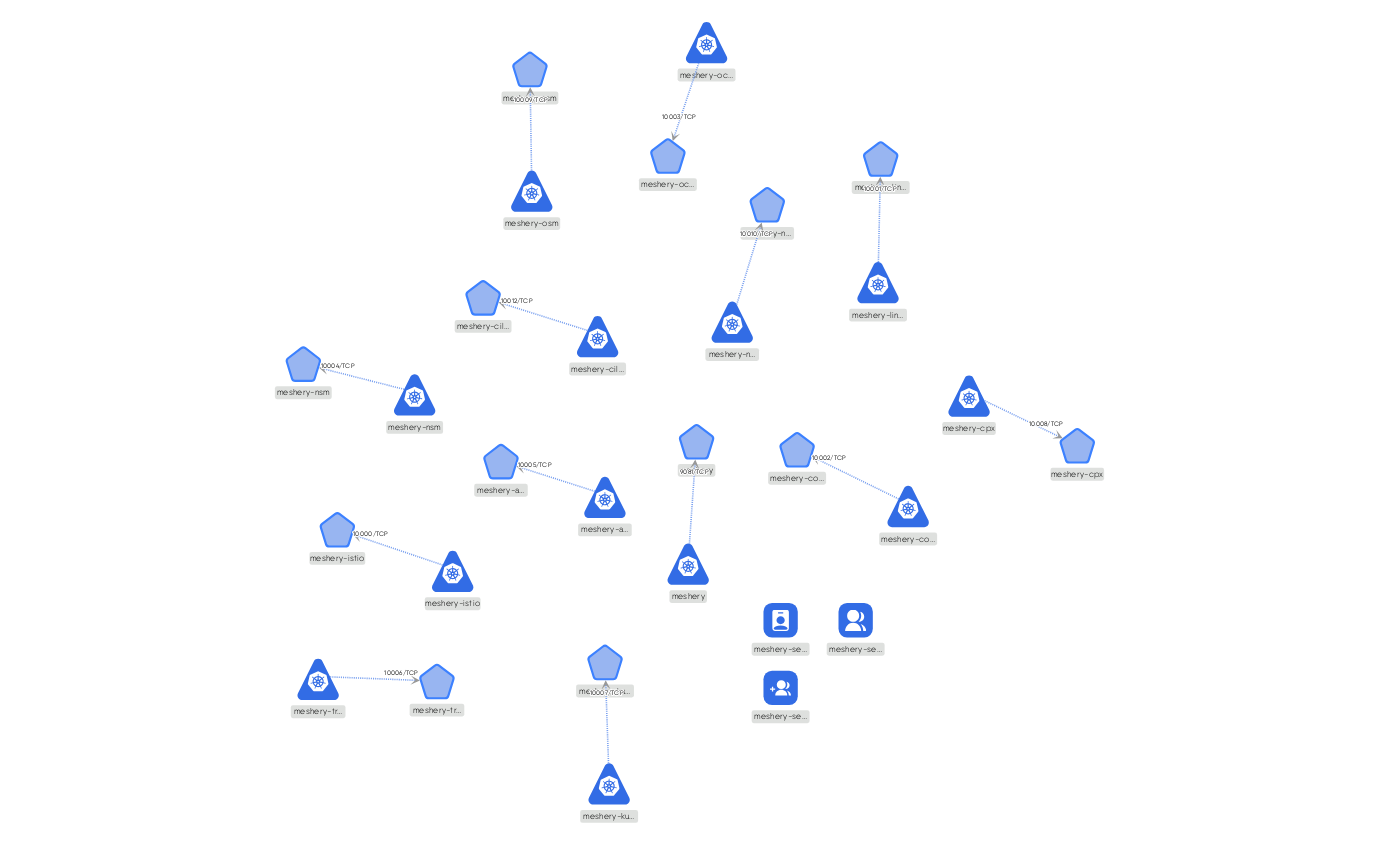 meshery-oc...
10009/TCP
10003/TCP
meshery-oc...
10001/TCP
meshery-osm
10010/TCP
10012/TCP
meshery-lin...
meshery-cil...
meshery-n...
10004/TCP
meshery-cil...
meshery-nsm
meshery-nsm
10008/TCP
meshery-cpx
10005/TCP
10002/TCP
9081/TCP
meshery-cpx
meshery-co...
meshery-a...
meshery-a...
10000/TCP
meshery-co...
meshery-istio
meshery
meshery-istio
meshery-se...
meshery-se...
10006/TCP
10007/TCP
meshery-tr...
meshery-tr...
meshery-se...
meshery-ku...